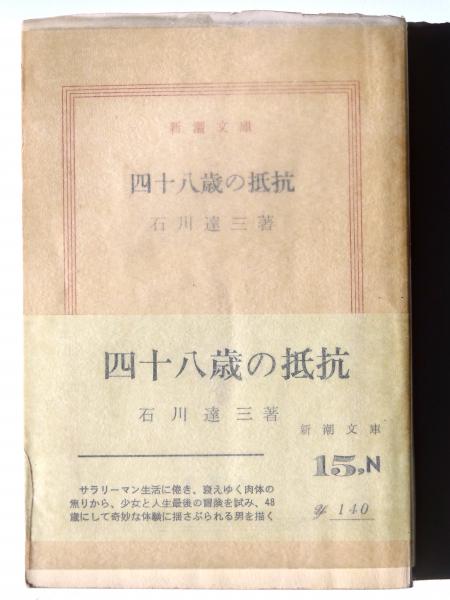 新潮文庫
四十八歳の抵抗
石川達三著
四十八歳の抵抗
石川達三著
新潮文庫
15,N
サラリーマン生活に倦き、衰えゆく肉体の
焦りから、少女と人生最後の冒険を試み、48
歳にして奇妙な体験に揺さぶられる男を描く
¥ 140